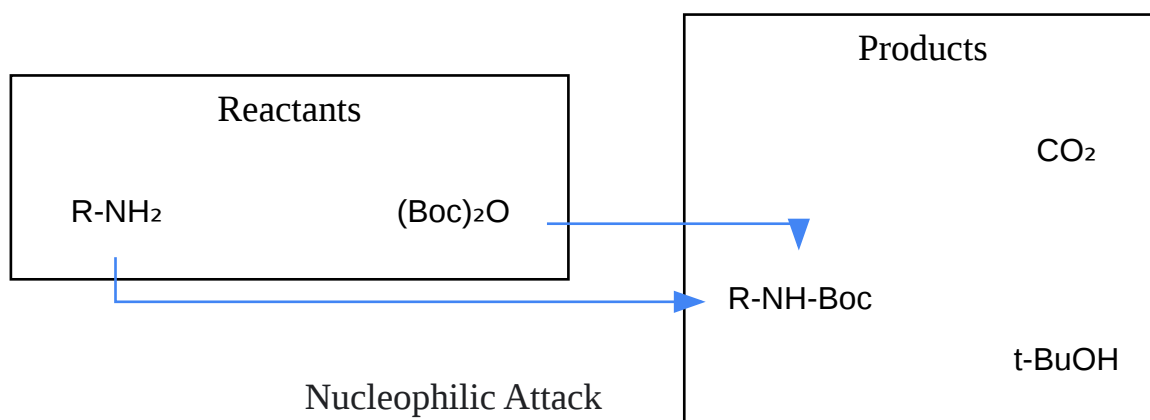 Products
Reactants
CO₂
R-NH₂
(Boc)₂O
R-NH-Boc
t-BuOH
Nucleophilic Attack